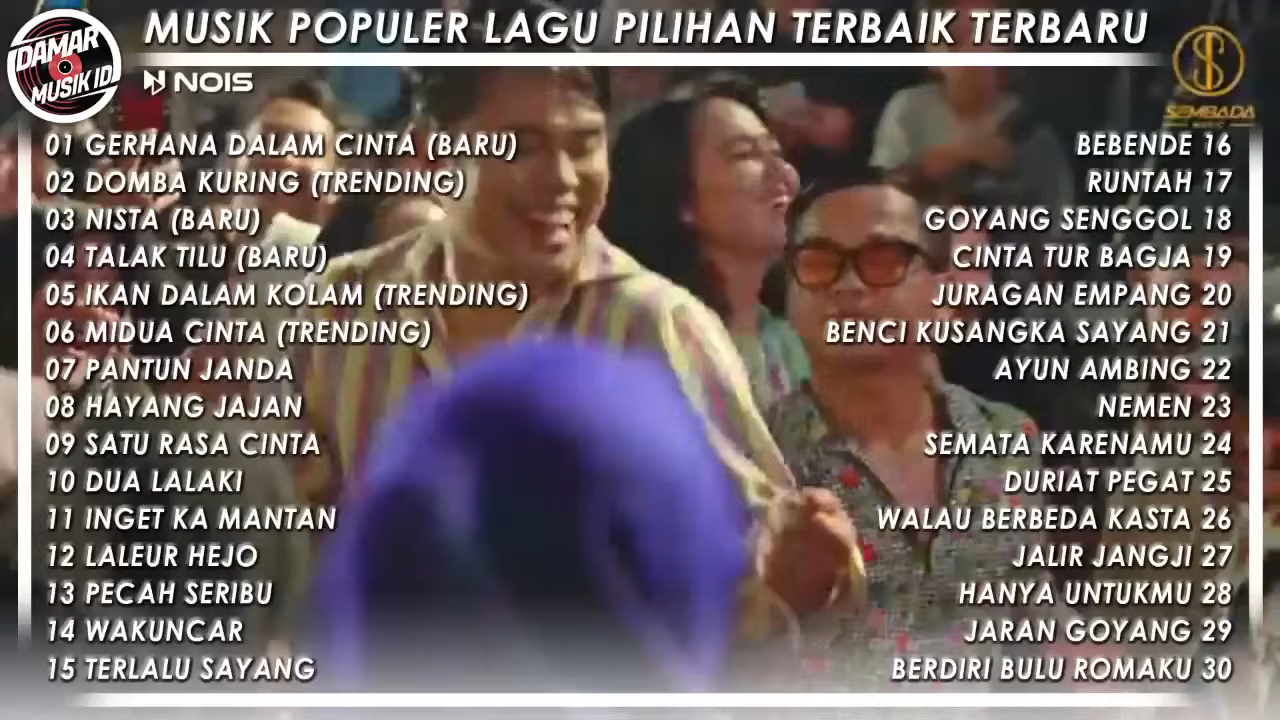 MUSIK POPULER LAGU PILIHAN TERBAIK TERBARU
DAMAR
MUSIK ID
NOIS
S
SEMBADA
01 GERHANA DALAM CINTA (BARU)
02 DOMBA KURING (TRENDING)
03 NISTA (BARU)
04 TALAK TILU (BARU)
05 IKAN DALAM KOLAM (TRENDING)
06 MIDUA CINTA (TRENDING)
07 PANTUN JANDA
08 HAYANG JAJAN
09 SATU RASA CINTA
10 DUA LALAKI
11 INGET KA MANTAN
12 LALEUR HEJO
13 PECAH SERIBU
14 WAKUNCAR
15 TERLALU SAYANG
BEBENDE 16
RUNTAH 17
GOYANG SENGGOL 18
CINTA TUR BAGJA 19
JURAGAN EMPANG 20
BENCI KUSANGKA SAYANG 21
AYUN AMBING 22
NEMEN 23
SEMATA KARENAMU 24
DURIAT PEGAT 25
WALAU BERBEDA KASTA 26
JALIR JANGJI 27
HANYA UNTUKMU 28
JARAN GOYANG 29
BERDIRI BULU ROMAKU 30